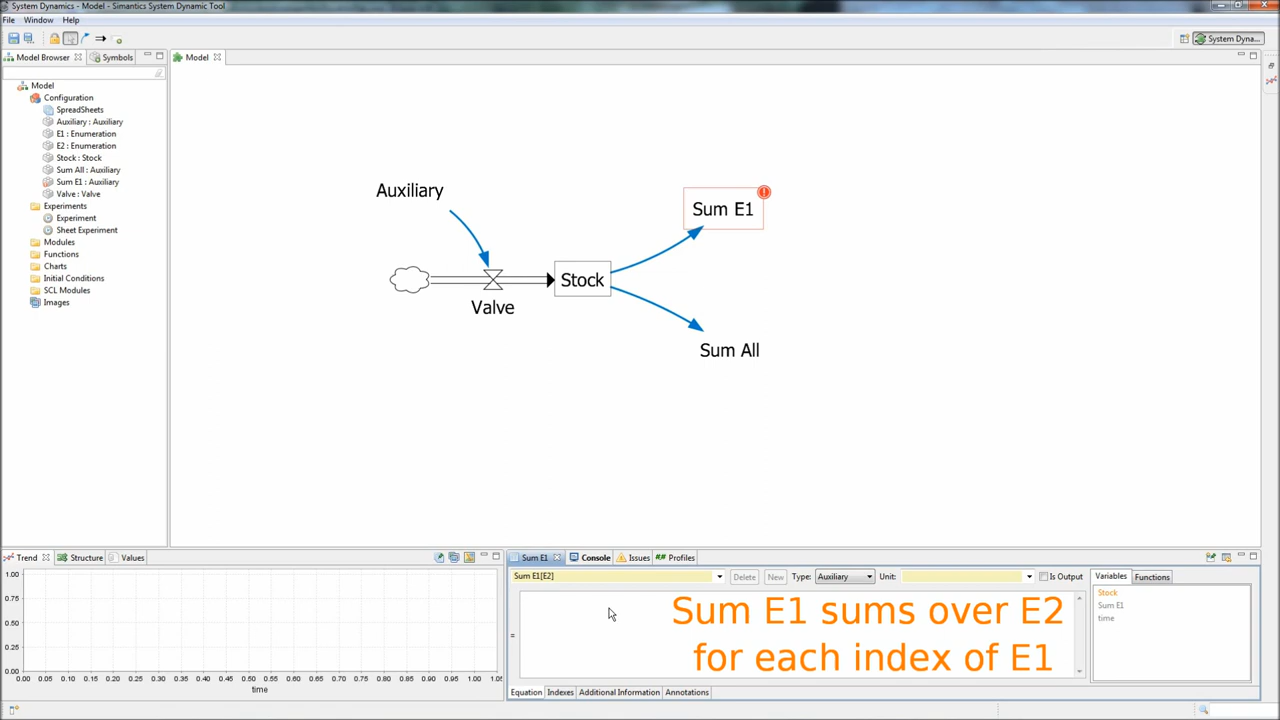 System Dynamics - Model - Simantics System Dynamic Tool
File Window Help
System Dyna...
Model Browser Symbols
Model
Model
Configuration
SpreadSheets
Auxiliary : Auxiliary
E1 : Enumeration
E2 : Enumeration
Stock : Stock
Sum All : Auxiliary
Sum E1 : Auxiliary
Valve : Valve
Experiments
Experiment
Sheet Experiment
Modules
Functions
Charts
Initial Conditions
SCL Modules
Images
Auxiliary
Sum E1
Stock
Valve
Sum All
Trend Structure Values
1.00
0.75
0.50
0.25
0.00
0.00 0.05 0.10 0.15 0.20 0.25 0.30 0.35 0.40 0.45 0.50 0.55 0.60 0.65 0.70 0.75 0.80 0.85 0.90 0.95 1.0
time
Sum E1 Console Issues Profiles
Sum E1[E2] Delete New Type: Auxiliary Unit: Is Output
=
Sum E1 sums over E2
for each index of E1
Variables Functions
Stock
Sum E1
time
Equation Indexes Additional Information Annotations